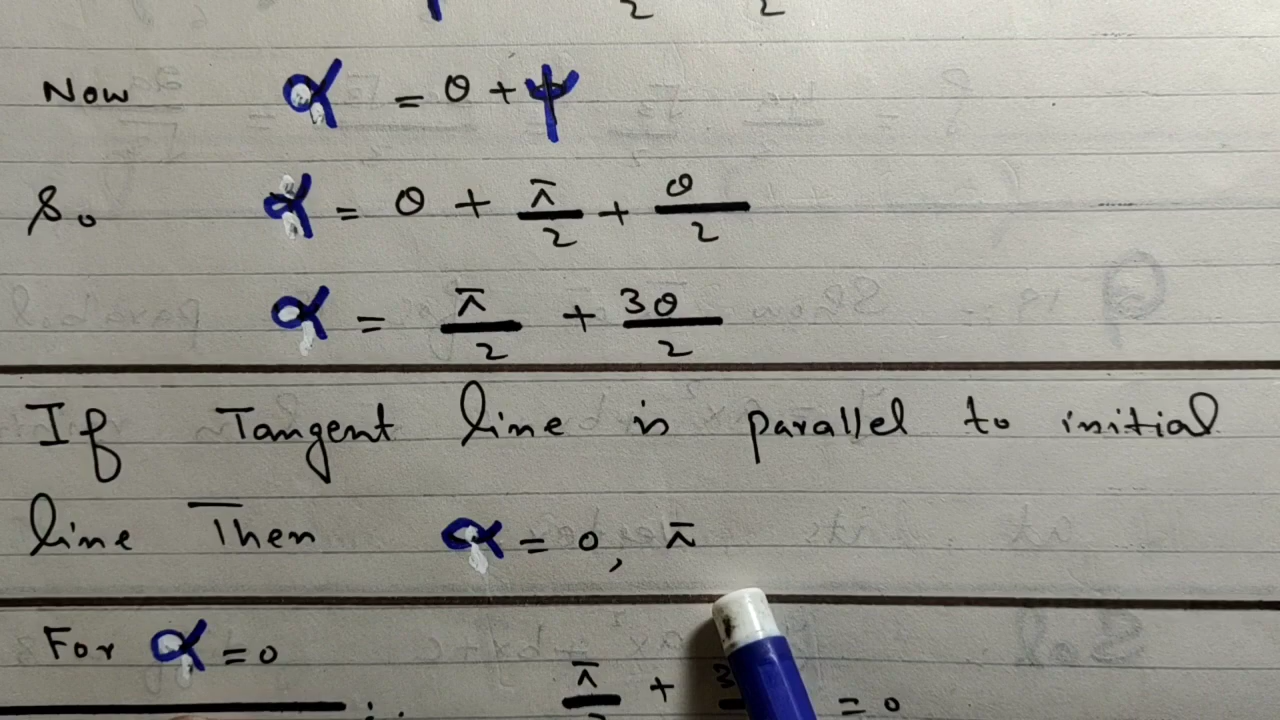 Now α = θ + ψ
So α = θ + π/2 + θ/2
α = π/2 + 3θ/2
If Tangent line is parallel to initial
line Then α = 0, π
For α = 0
π/2 + 3 = 0